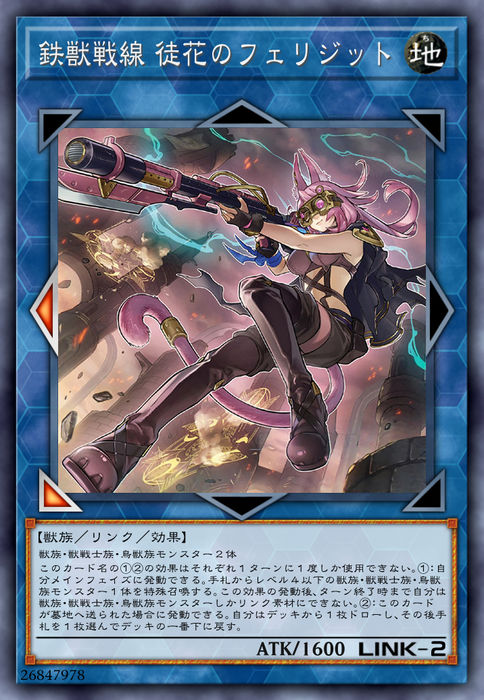 鉄獣戦線 徒花のフェリジット
地
ち
【獣族／リンク／効果】
獣族・獣戦士族・鳥獣族モンスター２体
このカード名の①②の効果はそれぞれ１ターンに１度しか使用できない。①：自
分メインフェイズに発動できる。手札からレベル４以下の獣族・獣戦士族・鳥獣
族モンスター１体を特殊召喚する。この効果の発動後、ターン終了時まで自分は
獣族・獣戦士族・鳥獣族モンスターしかリンク素材にできない。②：このカード
が墓地へ送られた場合に発動できる。自分はデッキから１枚ドローし、その後手
札を１枚選んでデッキの一番下に戻す。
ATK/1600 LINK-2
26847978